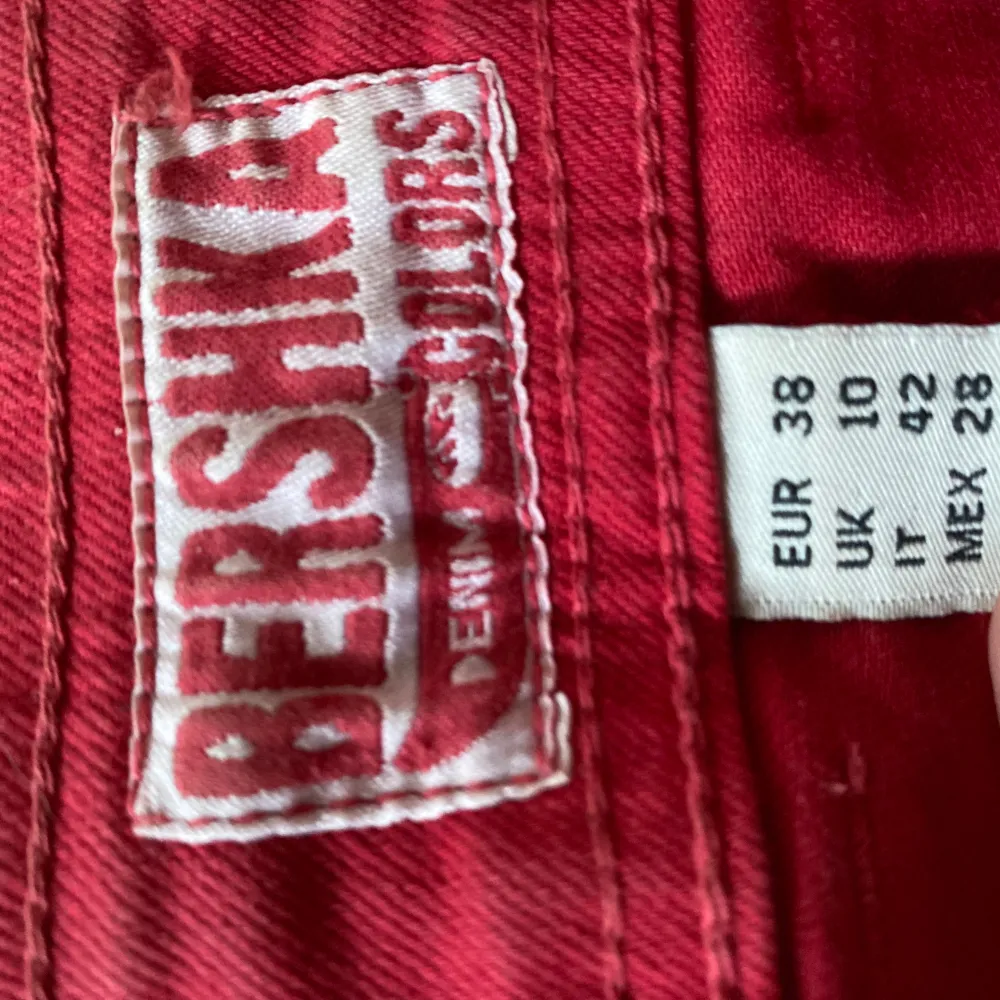 BERSHKA
DENIM
COLORS
EUR 38
UK 10
IT 42
MEX 28